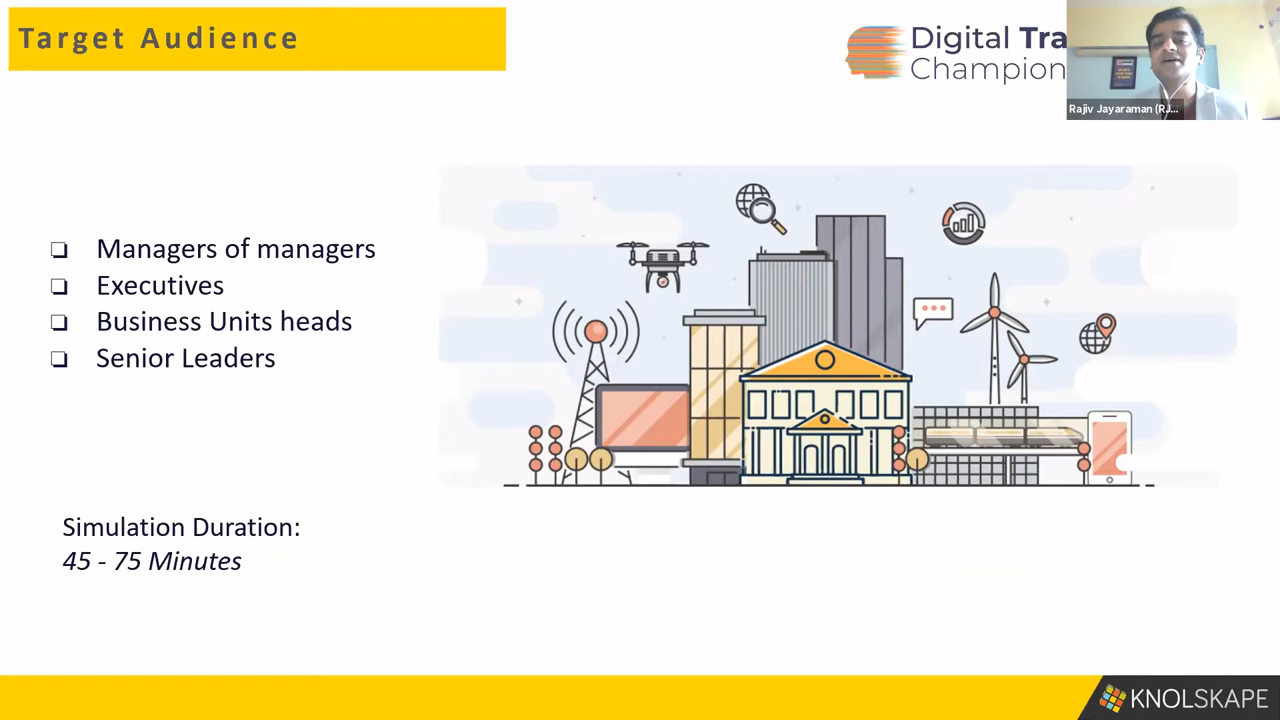 Target Audience
Digital Tra
Champion
Rajiv Jayaraman (RJ...
❏ Managers of managers
❏ Executives
❏ Business Units heads
❏ Senior Leaders
Simulation Duration:
45 - 75 Minutes
KNOLSKAPE